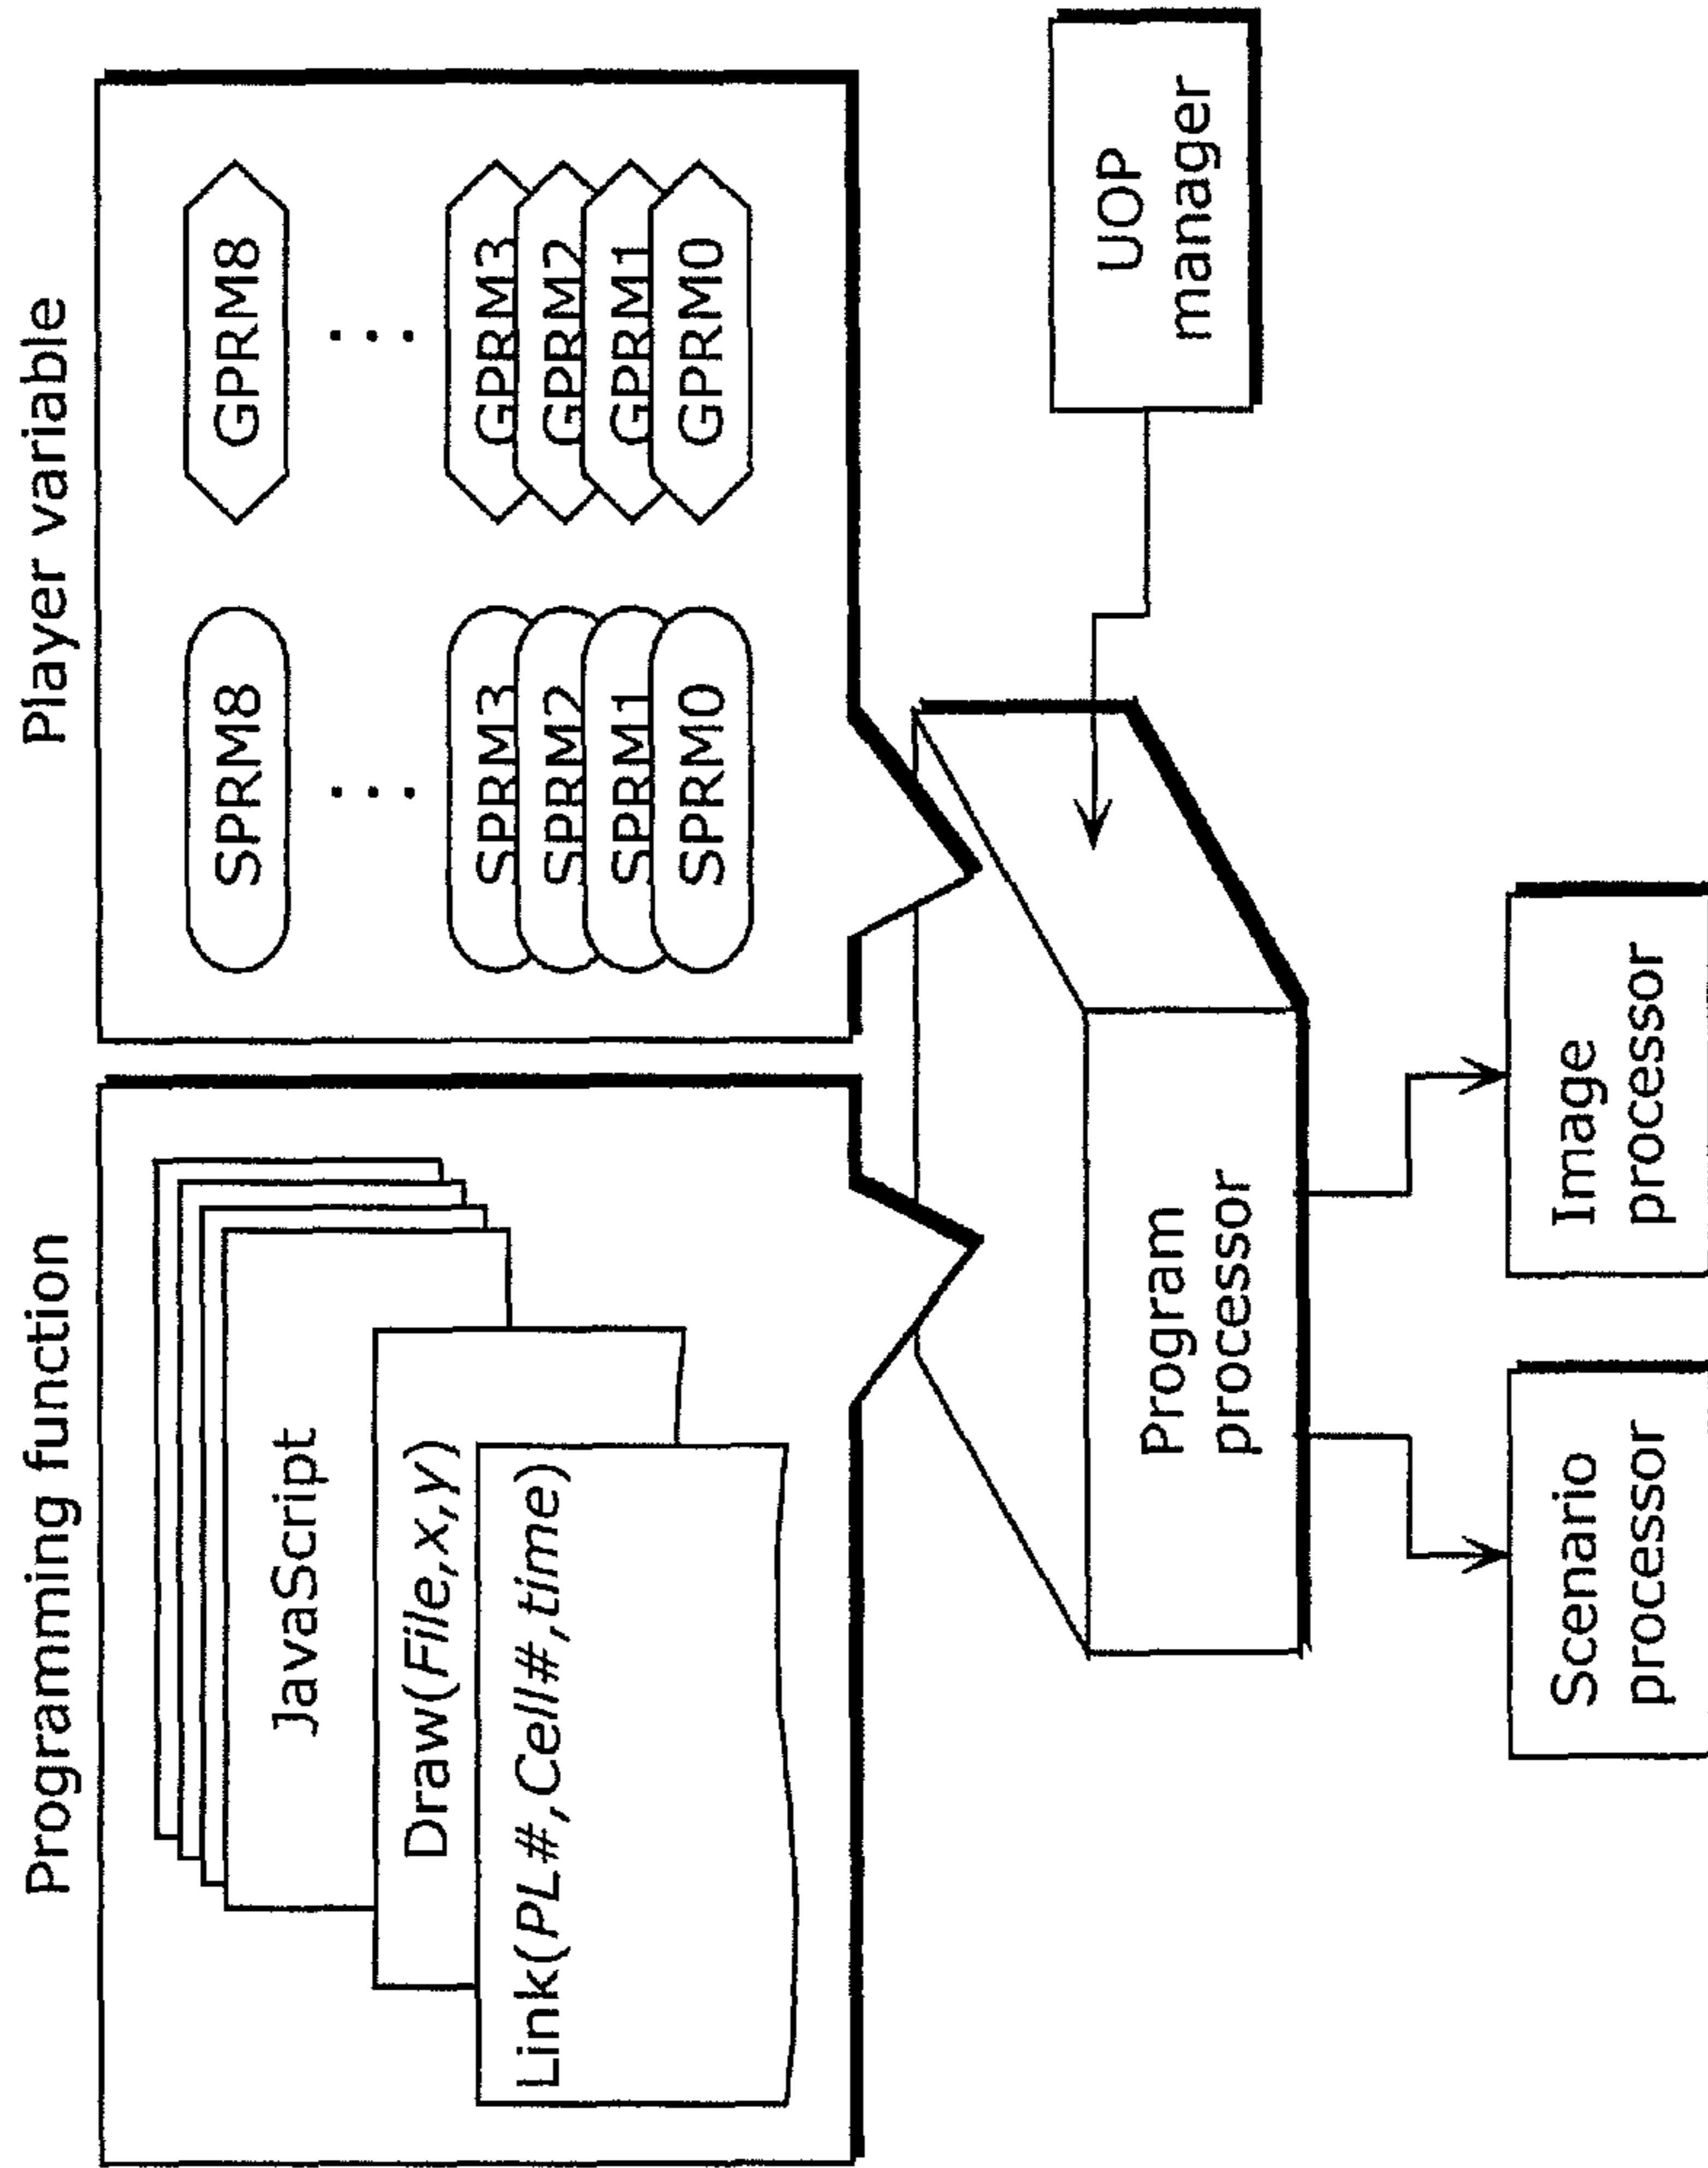 Programming function
JavaScript
Draw(File,x,y)
Link(PL#,Cell#,time)
Player variable
SPRM8
...
SPRM3
SPRM2
SPRM1
SPRM0
GPRM8
...
GPRM3
GPRM2
GPRM1
GPRM0
Program
processor
UOP
manager
Scenario
processor
Image
processor